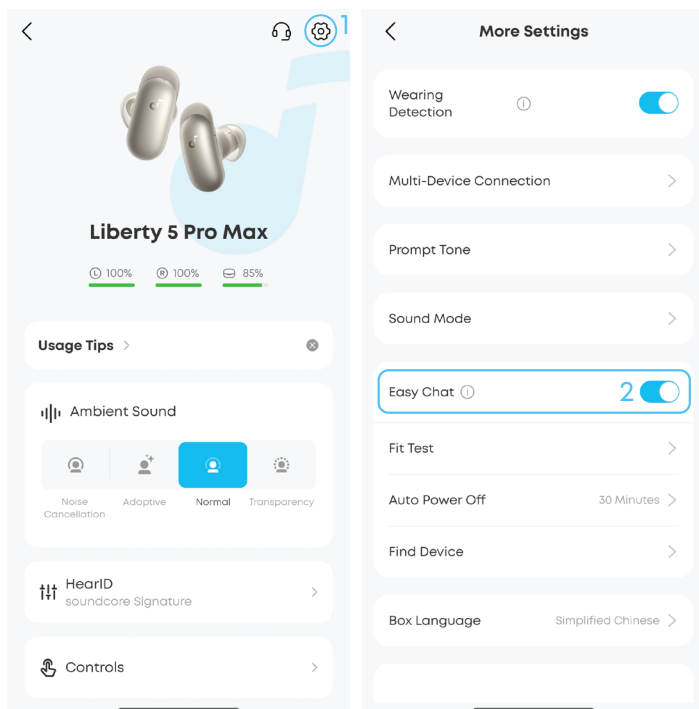 1
Liberty 5 Pro Max
L 100%
R 100%
85%
Usage Tips
Ambient Sound
Noise
Cancellation
Adaptive
Normal
Transparency
HearID
soundcore Signature
Controls
More Settings
Wearing
Detection
Multi-Device Connection
Prompt Tone
Sound Mode
Easy Chat
2
Fit Test
Auto Power Off
30 Minutes
Find Device
Box Language
Simplified Chinese